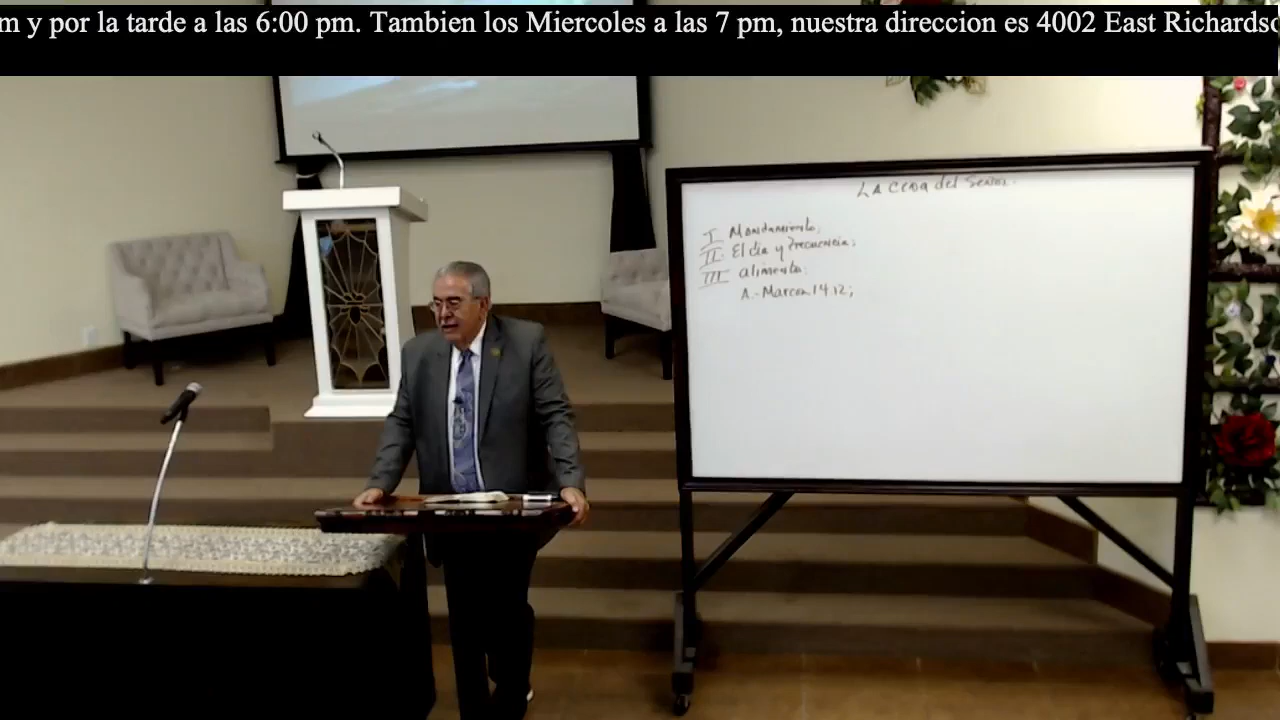 m y por la tarde a las 6:00 pm. Tambien los Miercoles a las 7 pm, nuestra direccion es 4002 East Richardso
La Cena del Señor.
I Mandamiento;
II. El dia y frecuencia;
III alimento:
A.- Marcos 14:12;